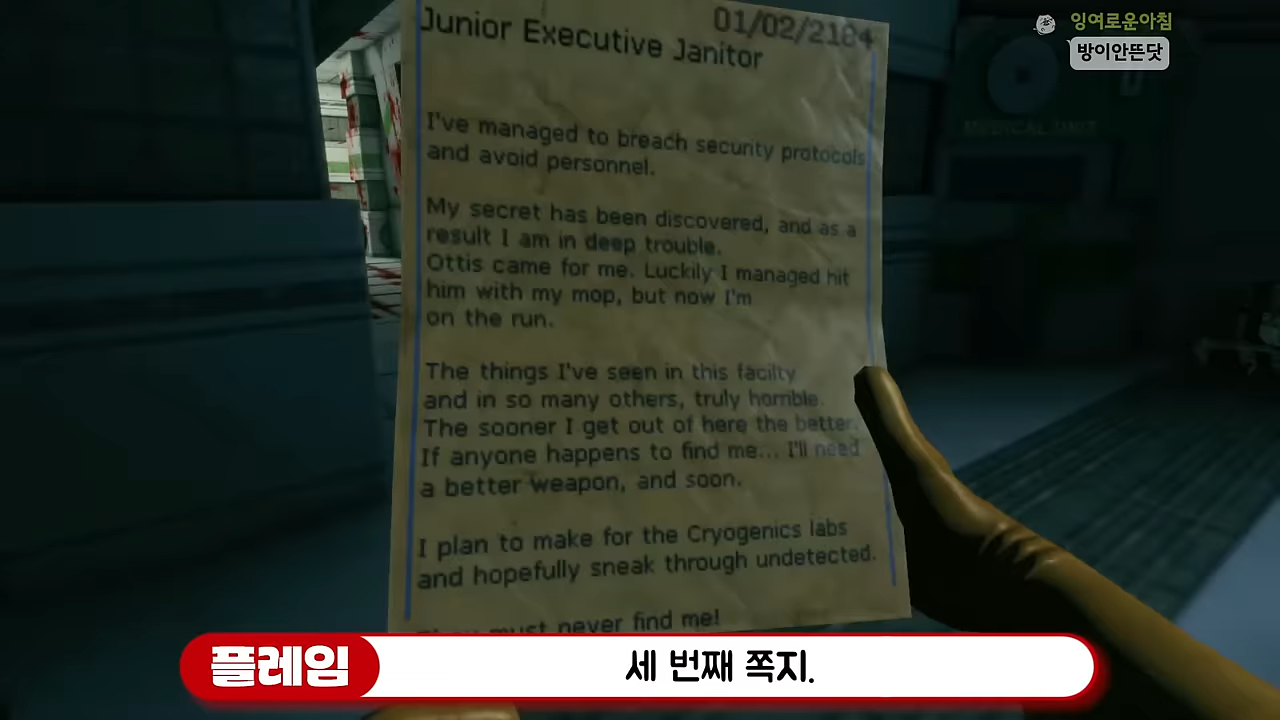 01/02/2184
Junior Executive Janitor
I've managed to breach security protocols
and avoid personnel.
My secret has been discovered, and as a
result I am in deep trouble.
Ottis came for me. Luckily I managed hit
him with my mop, but now I'm
on the run.
The things I've seen in this facilty
and in so many others, truly horrible.
The sooner I get out of here the better.
If anyone happens to find me... I'll need
a better weapon, and soon.
I plan to make for the Cryogenics labs
and hopefully sneak through undetected.
They must never find me!
잉여로운아침
방이안뜬닷
MEDICAL UNIT
플레임
세 번째 쪽지.